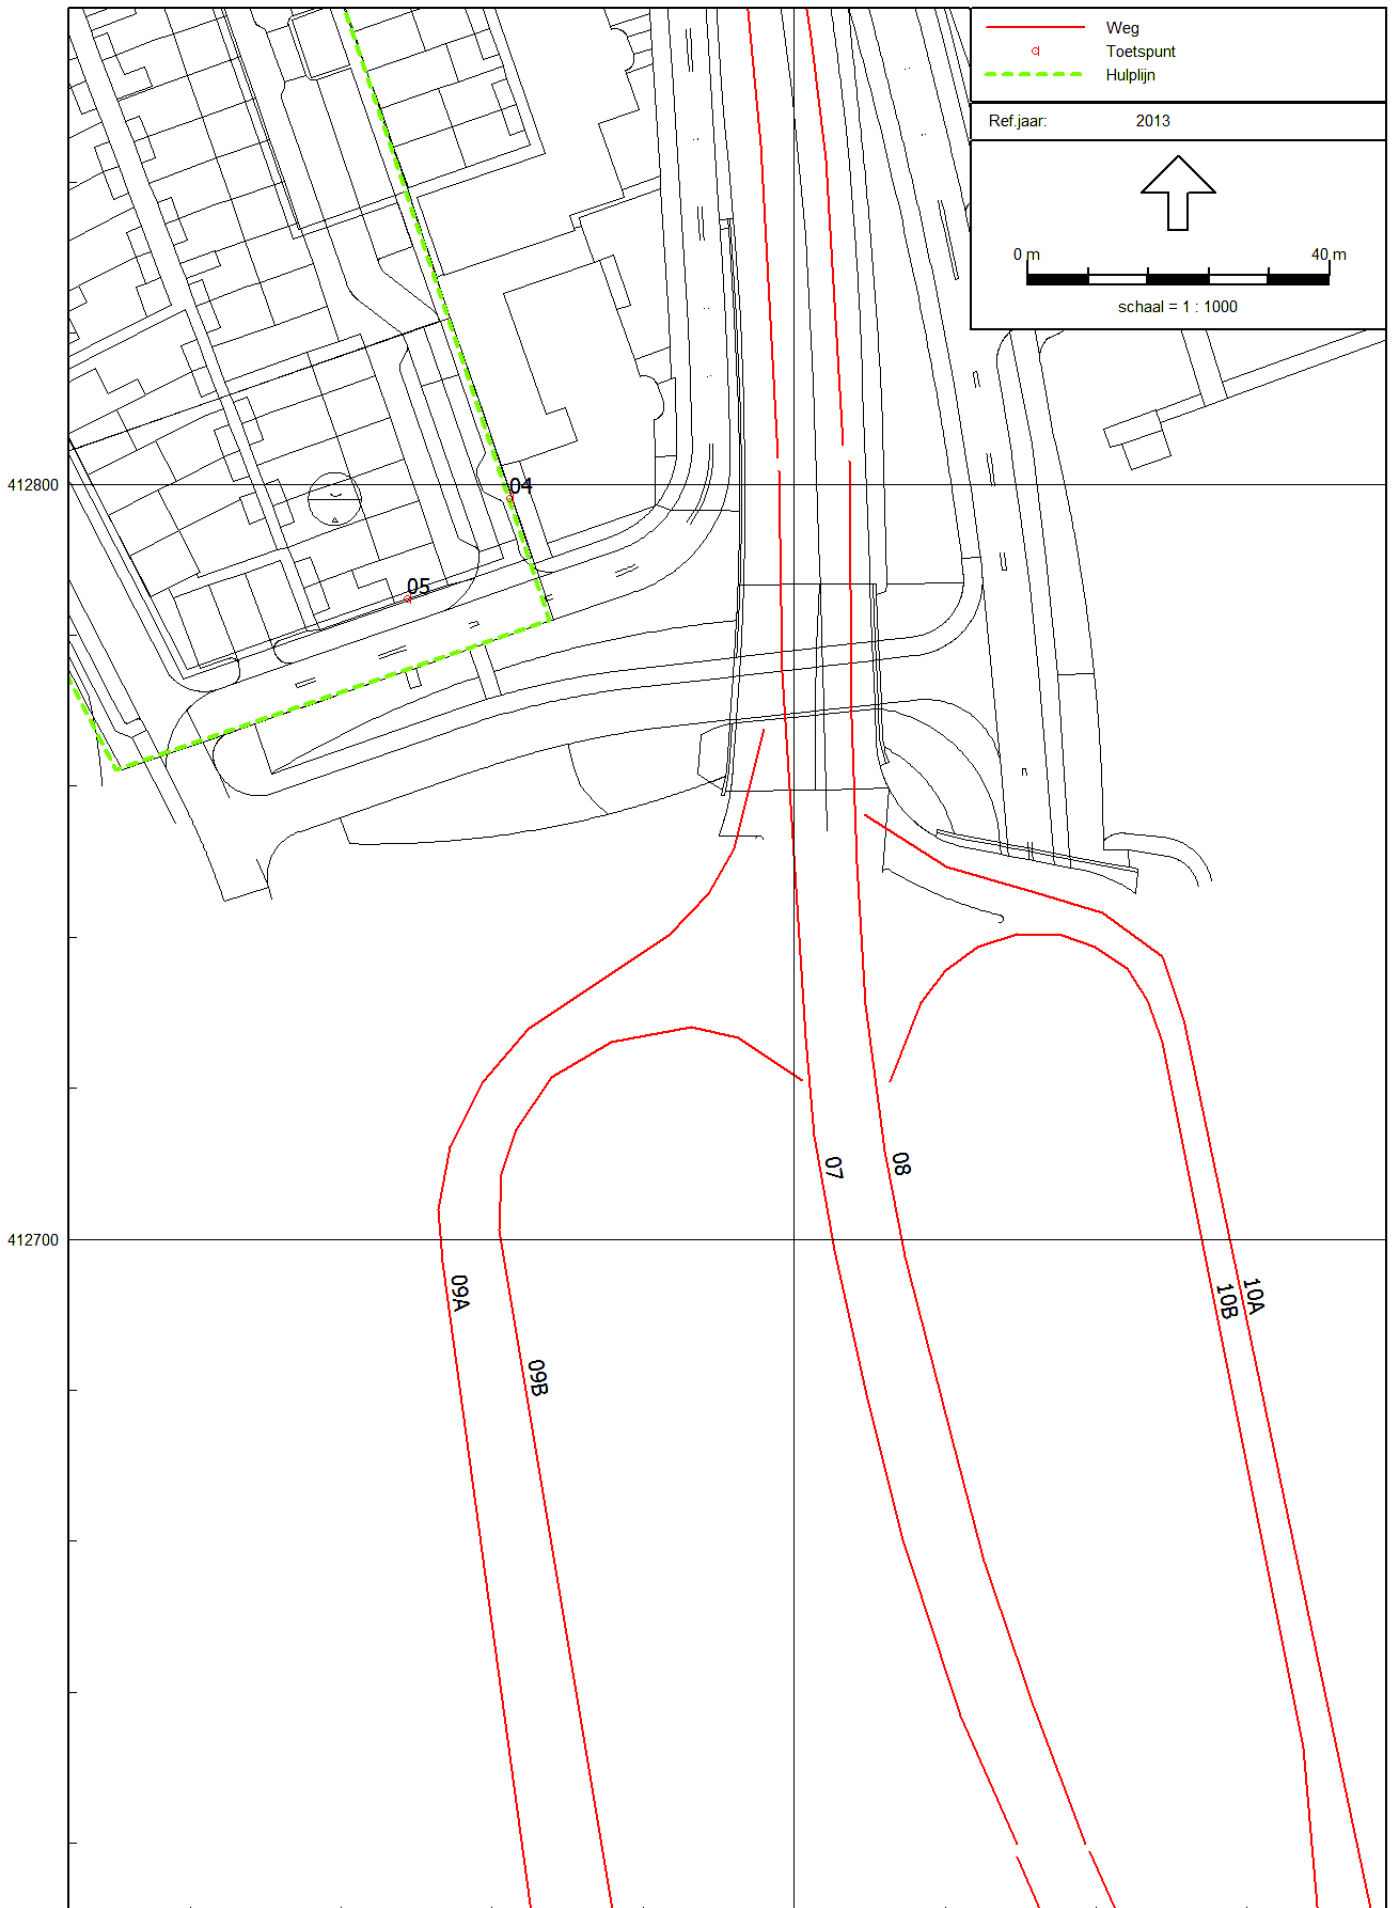 Weg
Toetspunt
Hulplijn
Ref.jaar: 2013
0 m 40 m
schaal = 1 : 1000
412800
04
05
07
08
412700
09A
10A
10B
09B